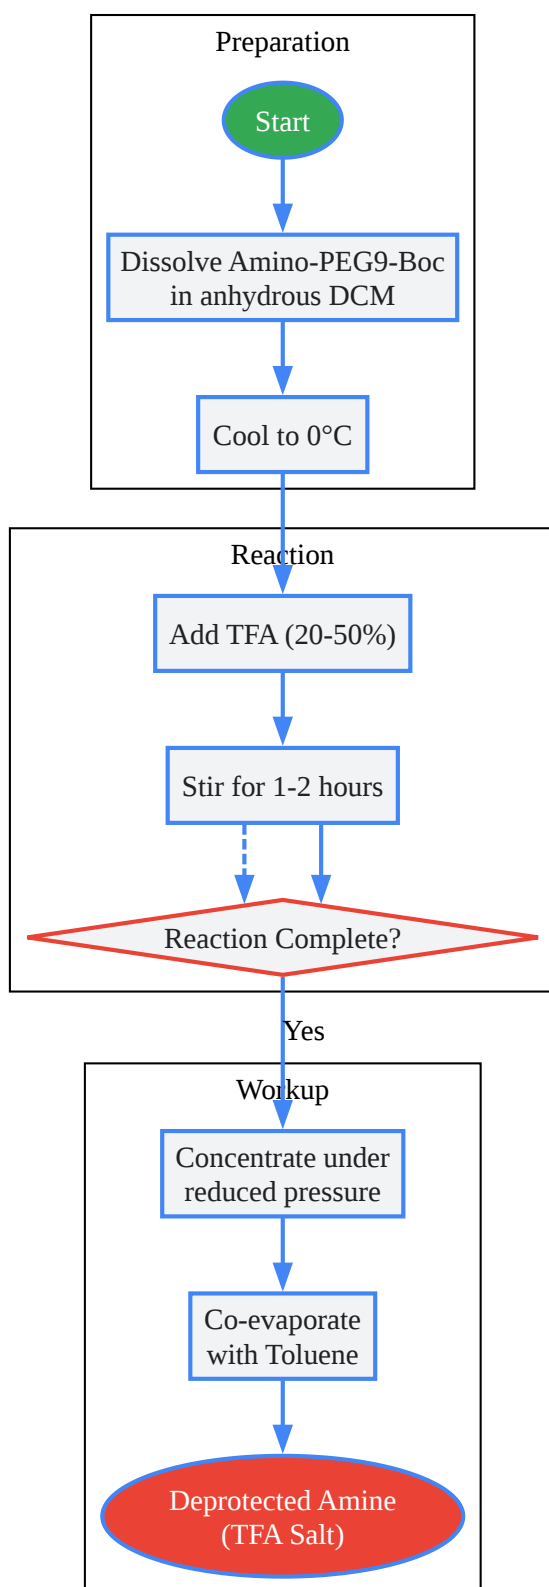 Preparation
Start
Dissolve Amino-PEG9-Boc
in anhydrous DCM
Cool to 0°C
Reaction
Add TFA (20-50%)
Stir for 1-2 hours
Reaction Complete?
Yes
Workup
Concentrate under
reduced pressure
Co-evaporate
with Toluene
Deprotected Amine
(TFA Salt)